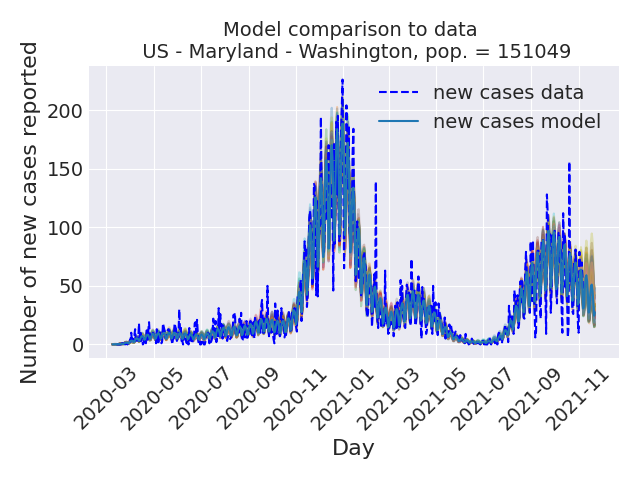 Model comparison to data
US - Maryland - Washington, pop. = 151049
Number of new cases reported
200
150
100
50
0
new cases data
new cases model
2020-03
2020-05
2020-07
2020-09
2020-11
2021-01
2021-03
2021-05
2021-07
2021-09
2021-11
Day